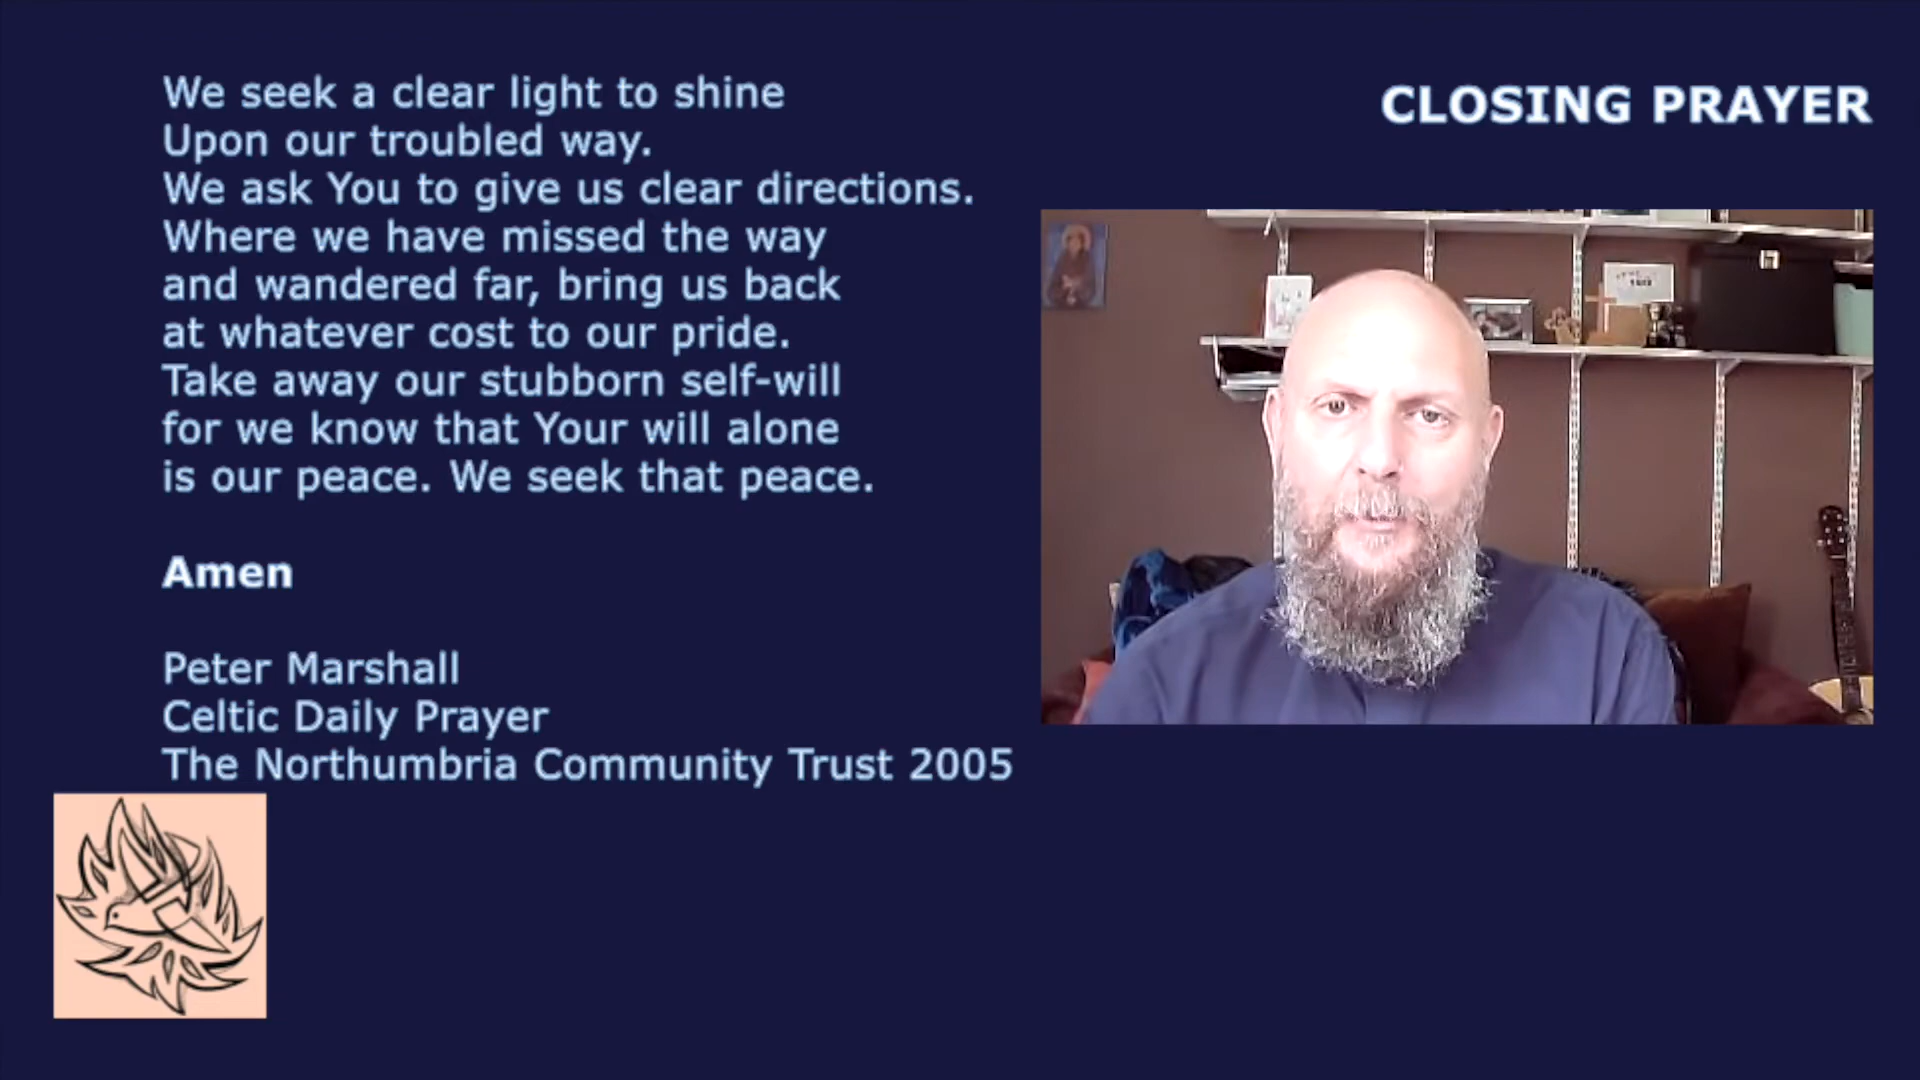 We seek a clear light to shine
Upon our troubled way.
We ask You to give us clear directions.
Where we have missed the way
and wandered far, bring us back
at whatever cost to our pride.
Take away our stubborn self-will
for we know that Your will alone
is our peace. We seek that peace.
Amen
Peter Marshall
Celtic Daily Prayer
The Northumbria Community Trust 2005
CLOSING PRAYER